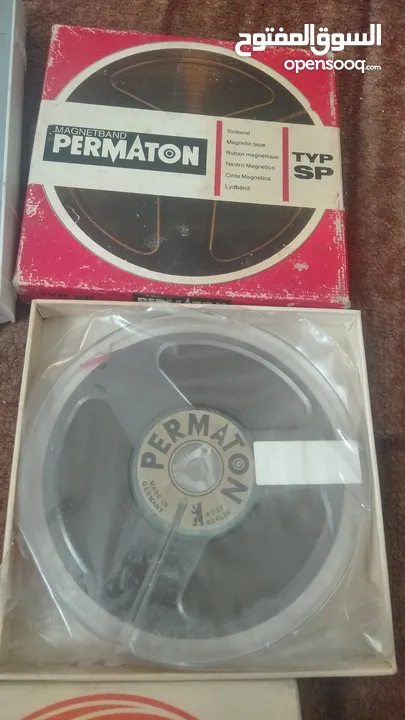 السوق المفتوح
opensooq.com
MAGNETBAND
PERMATON
Tonband
Magnetic tape
Ruban magnétique
Nastro Magnetico
Cinta Magnetica
Lydbånd
TYP
SP
PERMATON
MADE IN
GERMANY
WEST
BERLIN